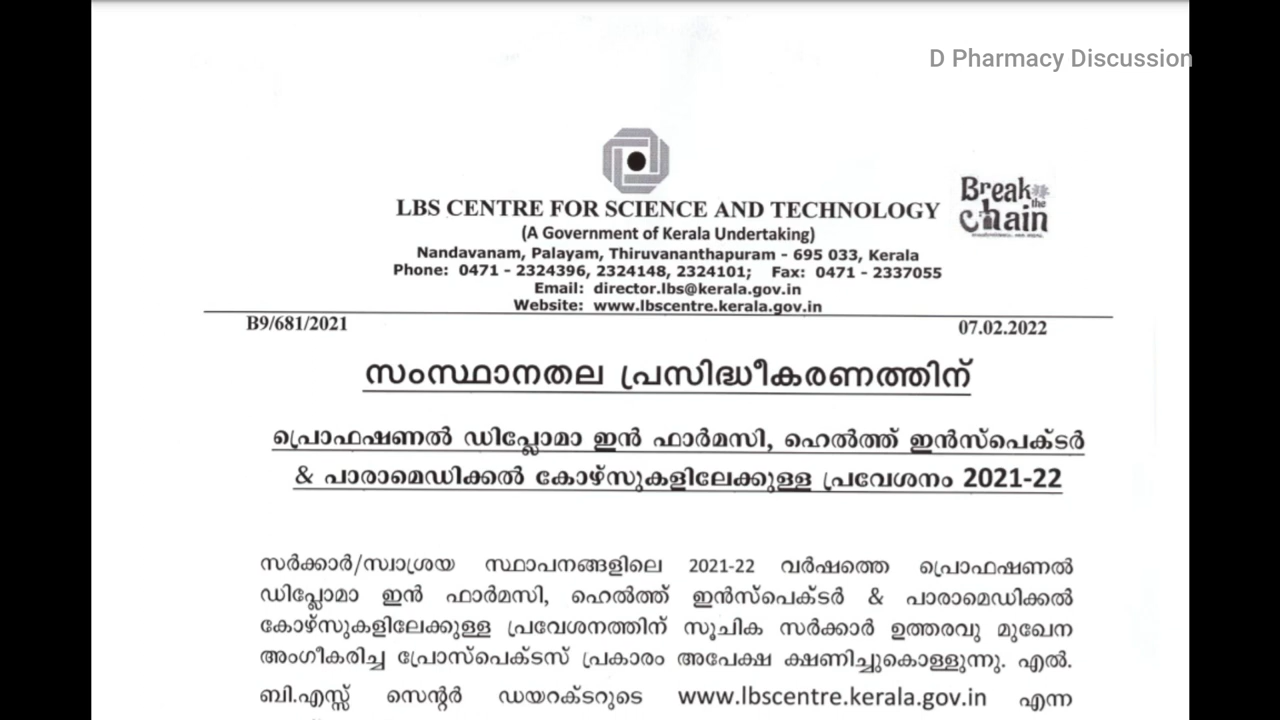 D Pharmacy Discussion
Break
the
chain
LBS CENTRE FOR SCIENCE AND TECHNOLOGY
(A Government of Kerala Undertaking)
Nandavanam, Palayam, Thiruvananthapuram - 695 033, Kerala
Phone: 0471 - 2324396, 2324148, 2324101; Fax: 0471 - 2337055
Email: director.lbs@kerala.gov.in
Website: www.lbscentre.kerala.gov.in
B9/681/2021 07.02.2022
സംസ്ഥാനതല പ്രസിദ്ധീകരണത്തിന്
പ്രൊഫഷണൽ ഡിപ്ലോമാ ഇൻ ഫാർമസി, ഹെൽത്ത് ഇൻസ്പെക്ടർ
& പാരാമെഡിക്കൽ കോഴ്സുകളിലേക്കുള്ള പ്രവേശനം 2021-22
സർക്കാർ/സ്വാശ്രയ സ്ഥാപനങ്ങളിലെ 2021-22 വർഷത്തെ പ്രൊഫഷണൽ
ഡിപ്ലോമാ ഇൻ ഫാർമസി, ഹെൽത്ത് ഇൻസ്പെക്ടർ & പാരാമെഡിക്കൽ
കോഴ്സുകളിലേക്കുള്ള പ്രവേശനത്തിന് സൂചിക സർക്കാർ ഉത്തരവു മുഖേന
അംഗീകരിച്ച പ്രോസ്പെക്ടസ് പ്രകാരം അപേക്ഷ ക്ഷണിച്ചുകൊള്ളുന്നു. എൽ.
ബി.എസ്സ് സെന്റർ ഡയറക്ടറുടെ www.lbscentre.kerala.gov.in എന്ന